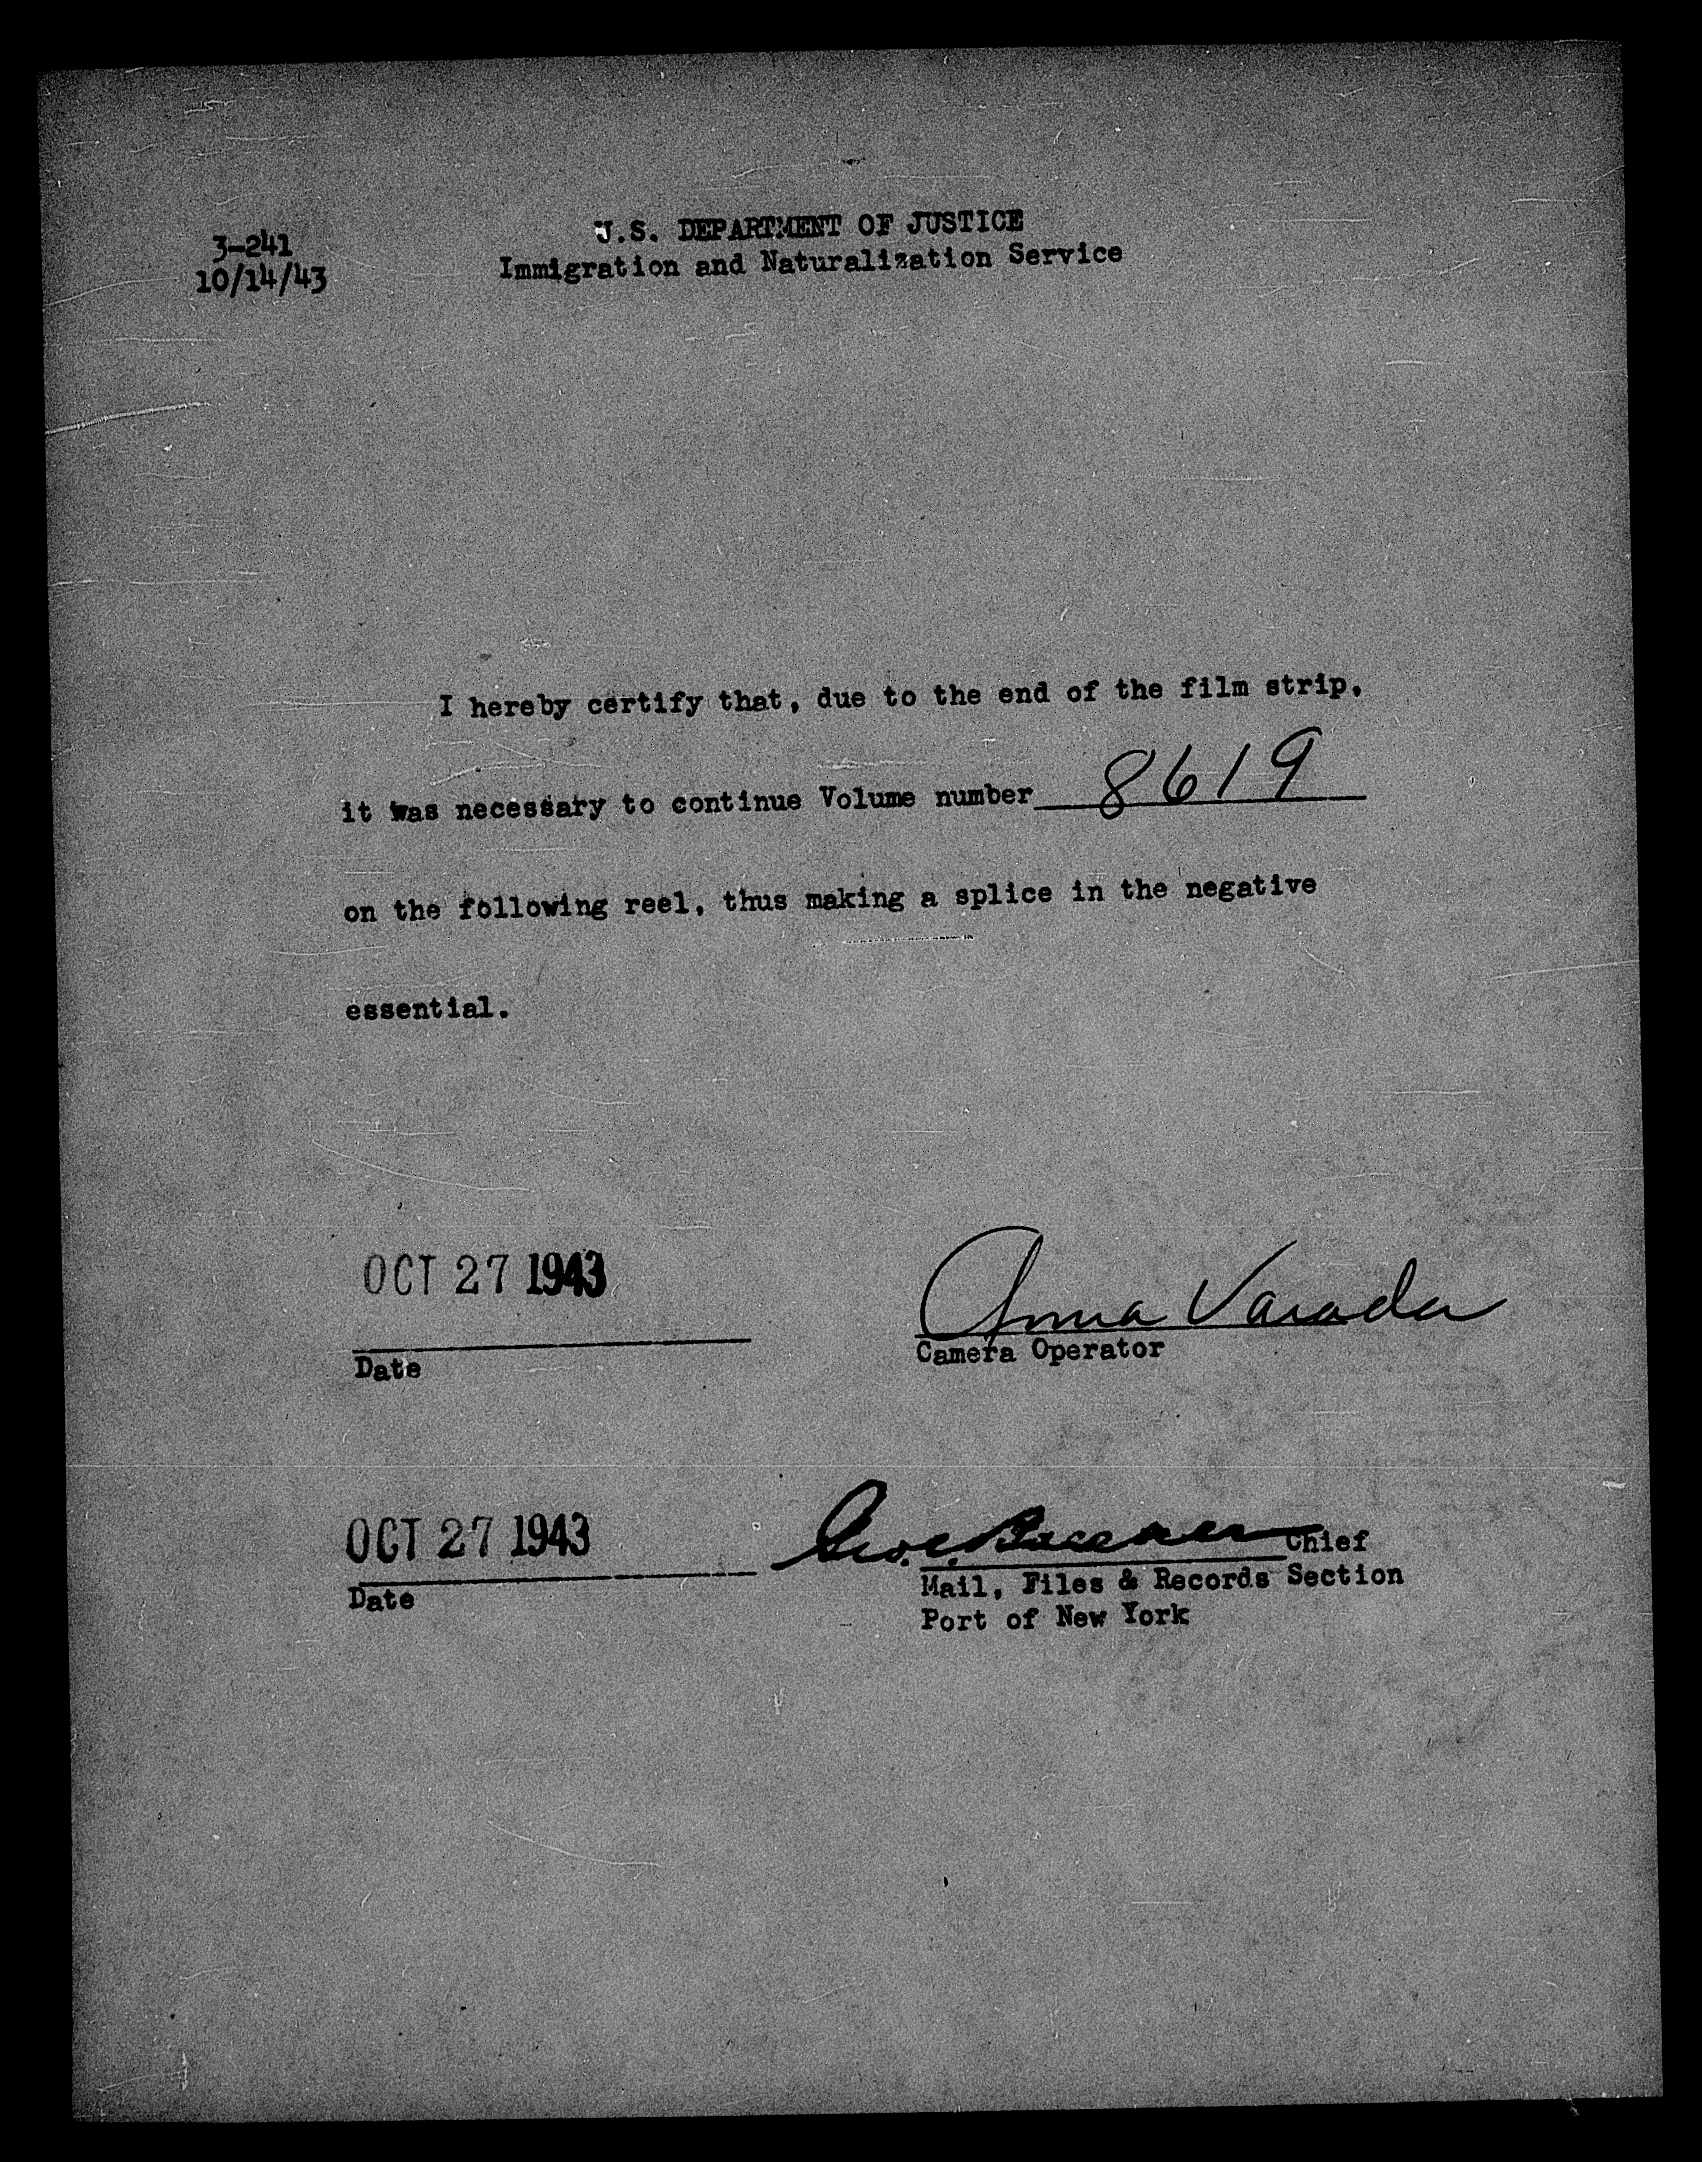 3-241
10/14/43
U.S. DEPARTMENT OF JUSTICE
Immigration and Naturalization Service
I hereby certify that, due to the end of the film strip,
it was necessary to continue Volume number 8619
on the following reel, thus making a splice in the negative
essential.
OCT 27 1943
Anna Varada
Date
Camera Operator
OCT 27 1943
Chief
Date
Mail, Files & Records Section
Port of New York